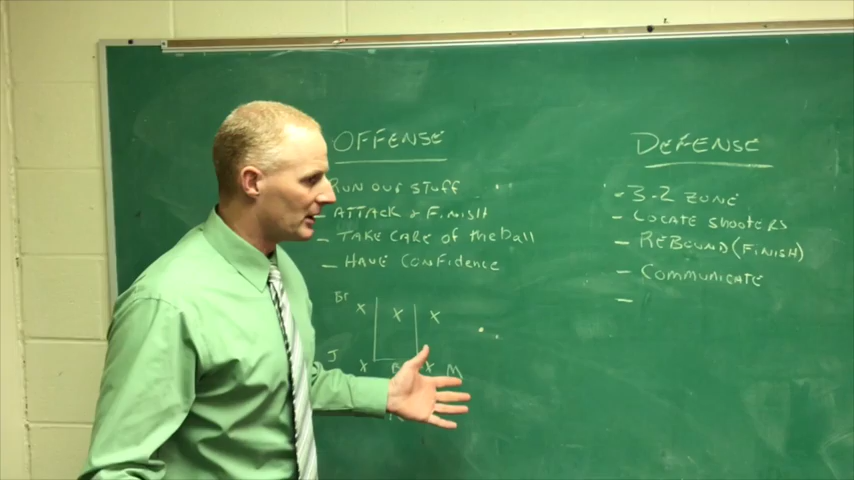 OFFENSE
RUN OUR STUFF
- ATTACK & FINISH
- TAKE CARE OF the ball
- HAVE CONFIDENCE
X X X
J
X X M
DEFENSE
- 3-2 ZONE
- LOCATE SHOOTERS
- REBOUND (FINISH)
- COMMUNICATE
-